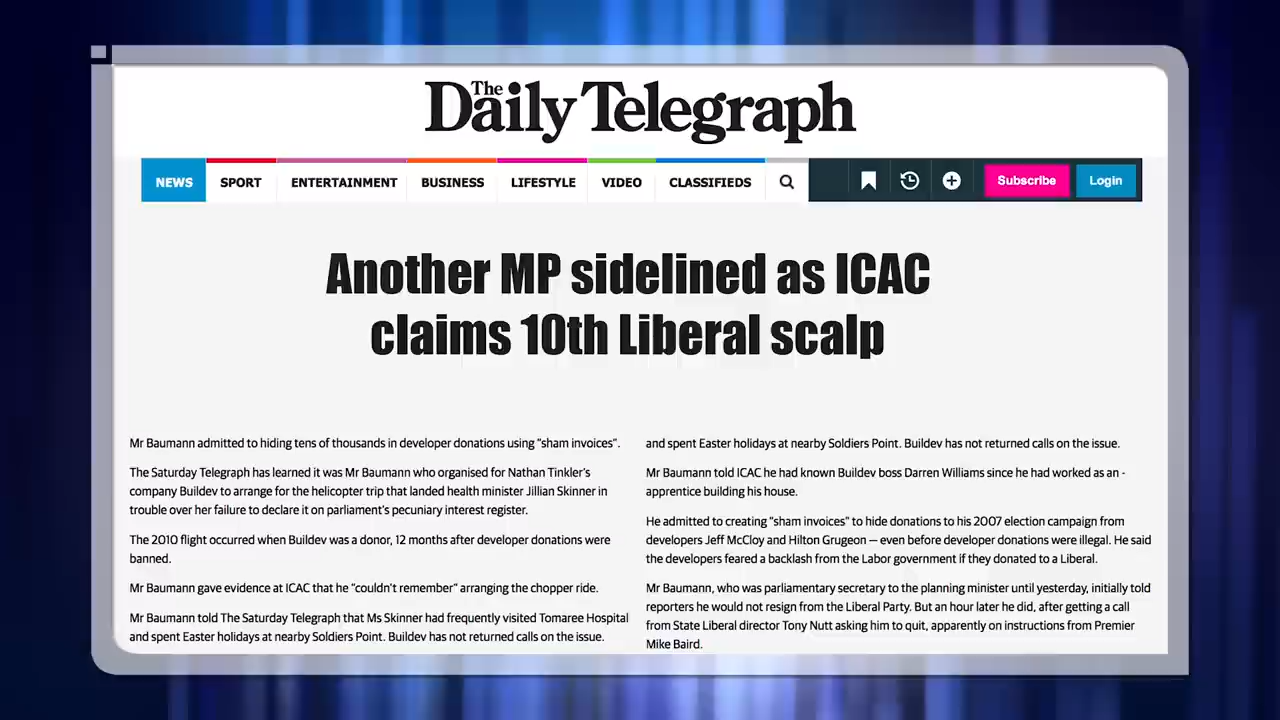 The Daily Telegraph
NEWS SPORT ENTERTAINMENT BUSINESS LIFESTYLE VIDEO CLASSIFIEDS Subscribe Login
Another MP sidelined as ICAC
claims 10th Liberal scalp
Mr Baumann admitted to hiding tens of thousands in developer donations using “sham invoices”.
The Saturday Telegraph has learned it was Mr Baumann who organised for Nathan Tinkler’s
company Buildev to arrange for the helicopter trip that landed health minister Jillian Skinner in
trouble over her failure to declare it on parliament’s pecuniary interest register.
The 2010 flight occurred when Buildev was a donor, 12 months after developer donations were
banned.
Mr Baumann gave evidence at ICAC that he “couldn’t remember” arranging the chopper ride.
Mr Baumann told The Saturday Telegraph that Ms Skinner had frequently visited Tomaree Hospital
and spent Easter holidays at nearby Soldiers Point. Buildev has not returned calls on the issue.
and spent Easter holidays at nearby Soldiers Point. Buildev has not returned calls on the issue.
Mr Baumann told ICAC he had known Buildev boss Darren Williams since he had worked as an -
apprentice building his house.
He admitted to creating “sham invoices” to hide donations to his 2007 election campaign from
developers Jeff McCloy and Hilton Grugeon — even before developer donations were illegal. He said
the developers feared a backlash from the Labor government if they donated to a Liberal.
Mr Baumann, who was parliamentary secretary to the planning minister until yesterday, initially told
reporters he would not resign from the Liberal Party. But an hour later he did, after getting a call
from State Liberal director Tony Nutt asking him to quit, apparently on instructions from Premier
Mike Baird.